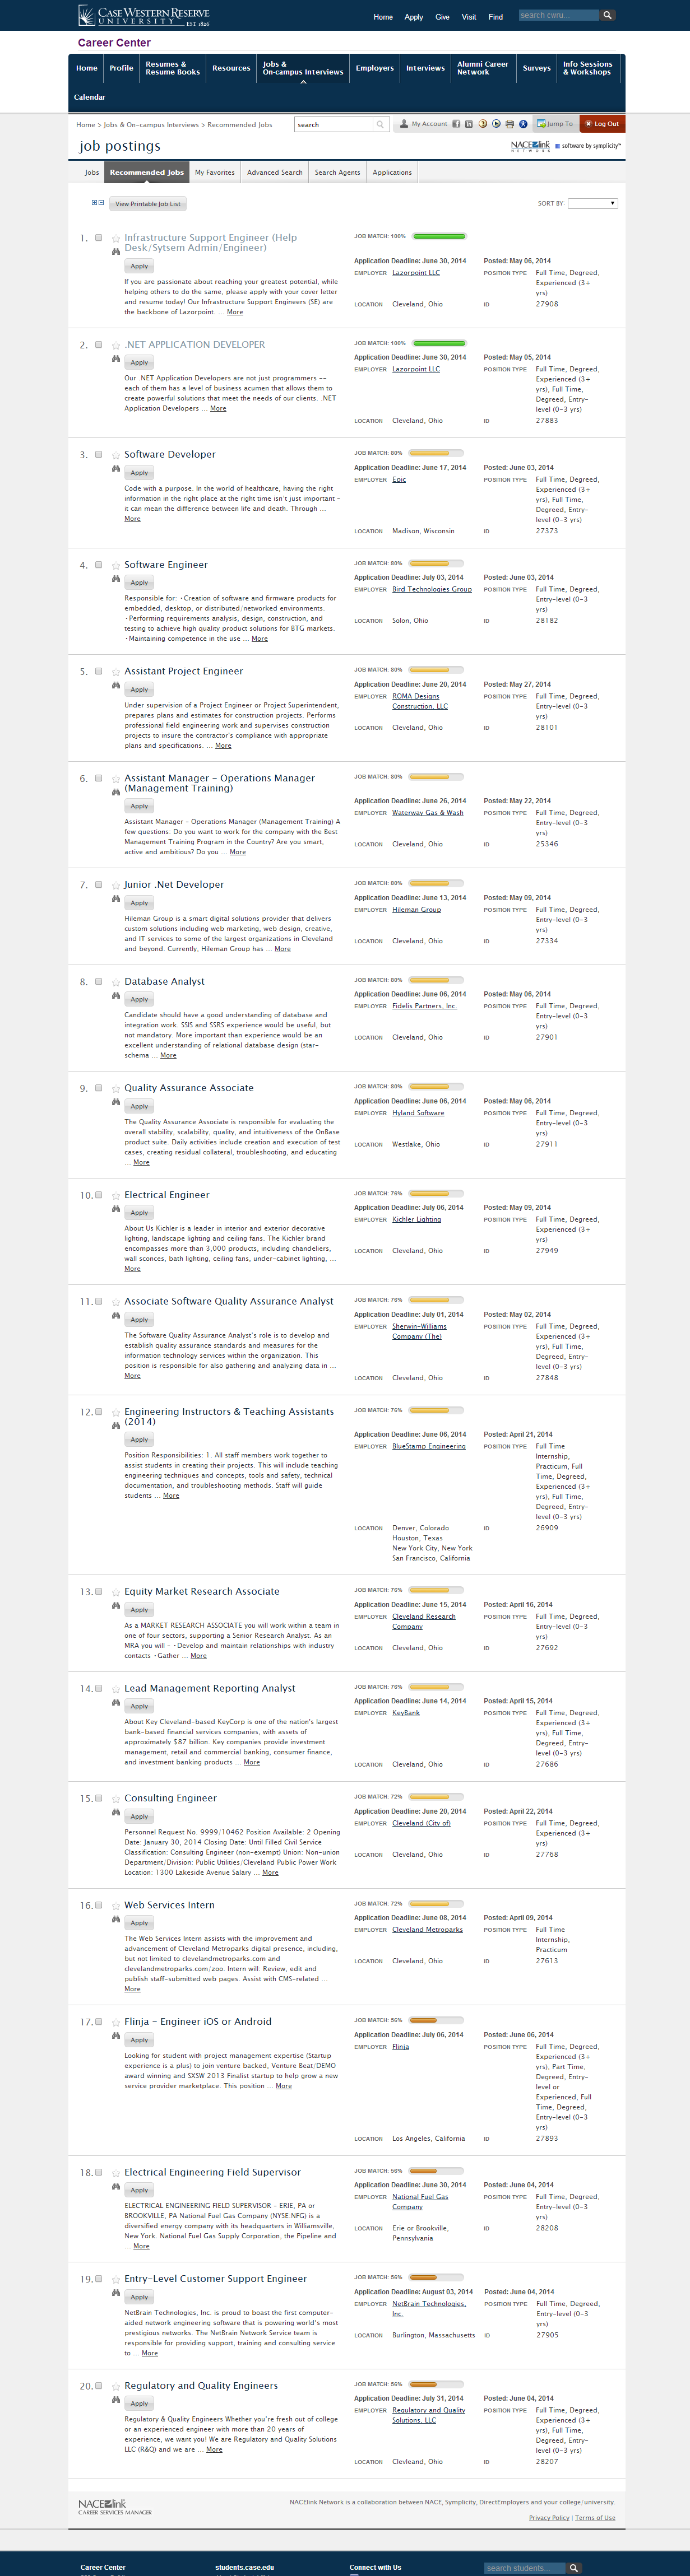 CASE WESTERN RESERVE
UNIVERSITY EST. 1826
Home Apply Give Visit Find
search cwru...
Career Center
Home Profile Resumes & Resume Books Resources Jobs & On-campus Interviews Employers Interviews Alumni Career Network Surveys Info Sessions & Workshops
Calendar
Home > Jobs & On-campus Interviews > Recommended Jobs search My Account Jump To Log Out
job postings
NACElink NETWORK software by symplicity
Jobs Recommended Jobs My Favorites Advanced Search Search Agents Applications
View Printable Job List SORT BY:
1. Infrastructure Support Engineer (Help
Desk/Sytsem Admin/Engineer)
Apply
If you are passionate about reaching your greatest potential, while
helping others to do the same, please apply with your cover letter
and resume today! Our Infrastructure Support Engineers (SE) are
the backbone of Lazorpoint. ... More
JOB MATCH: 100%
Application Deadline: June 30, 2014 Posted: May 06, 2014
EMPLOYER Lazorpoint LLC POSITION TYPE Full Time, Degreed,
Experienced (3+
yrs)
LOCATION Cleveland, Ohio ID 27908
2. .NET APPLICATION DEVELOPER
Apply
Our .NET Application Developers are not just programmers --
each of them has a level of business acumen that allows them to
create powerful solutions that meet the needs of our clients. .NET
Application Developers ... More
JOB MATCH: 100%
Application Deadline: June 30, 2014 Posted: May 05, 2014
EMPLOYER Lazorpoint LLC POSITION TYPE Full Time, Degreed,
Experienced (3+
yrs), Full Time,
Degreed, Entry-
level (0-3 yrs)
LOCATION Cleveland, Ohio ID 27883
3. Software Developer
Apply
Code with a purpose. In the world of healthcare, having the right
information in the right place at the right time isn't just important -
it can mean the difference between life and death. Through ...
More
JOB MATCH: 80%
Application Deadline: June 17, 2014 Posted: June 03, 2014
EMPLOYER Epic POSITION TYPE Full Time, Degreed,
Experienced (3+
yrs), Full Time,
Degreed, Entry-
level (0-3 yrs)
LOCATION Madison, Wisconsin ID 27373
4. Software Engineer
Apply
Responsible for: •Creation of software and firmware products for
embedded, desktop, or distributed/networked environments.
•Performing requirements analysis, design, construction, and
testing to achieve high quality product solutions for BTG markets.
•Maintaining competence in the use ... More
JOB MATCH: 80%
Application Deadline: July 03, 2014 Posted: June 03, 2014
EMPLOYER Bird Technologies Group POSITION TYPE Full Time, Degreed,
Entry-level (0-3
yrs)
LOCATION Solon, Ohio ID 28182
5. Assistant Project Engineer
Apply
Under supervision of a Project Engineer or Project Superintendent,
prepares plans and estimates for construction projects. Performs
professional field engineering work and supervises construction
projects to insure the contractor's compliance with appropriate
plans and specifications. ... More
JOB MATCH: 80%
Application Deadline: June 20, 2014 Posted: May 27, 2014
EMPLOYER ROMA Designs
Construction, LLC POSITION TYPE Full Time, Degreed,
Entry-level (0-3
yrs)
LOCATION Cleveland, Ohio ID 28101
6. Assistant Manager - Operations Manager
(Management Training)
Apply
Assistant Manager - Operations Manager (Management Training) A
few questions: Do you want to work for the company with the Best
Management Training Program in the Country? Are you smart,
active and ambitious? Do you ... More
JOB MATCH: 80%
Application Deadline: June 26, 2014 Posted: May 22, 2014
EMPLOYER Waterway Gas & Wash POSITION TYPE Full Time, Degreed,
Entry-level (0-3
yrs)
LOCATION Cleveland, Ohio ID 25346
7. Junior .Net Developer
Apply
Hileman Group is a smart digital solutions provider that delivers
custom solutions including web marketing, web design, creative,
and IT services to some of the largest organizations in Cleveland
and beyond. Currently, Hileman Group has ... More
JOB MATCH: 80%
Application Deadline: June 13, 2014 Posted: May 09, 2014
EMPLOYER Hileman Group POSITION TYPE Full Time, Degreed,
Entry-level (0-3
yrs)
LOCATION Cleveland, Ohio ID 27334
8. Database Analyst
Apply
Candidate should have a good understanding of database and
integration work. SSIS and SSRS experience would be useful, but
not mandatory. More important than experience would be an
excellent understanding of relational database design (star-
schema ... More
JOB MATCH: 80%
Application Deadline: June 06, 2014 Posted: May 06, 2014
EMPLOYER Fidelis Partners, Inc. POSITION TYPE Full Time, Degreed,
Entry-level (0-3
yrs)
LOCATION Cleveland, Ohio ID 27901
9. Quality Assurance Associate
Apply
The Quality Assurance Associate is responsible for evaluating the
overall stability, scalability, quality, and intuitiveness of the OnBase
product suite. Daily activities include creation and execution of test
cases, creating residual collateral, troubleshooting, and educating
... More
JOB MATCH: 80%
Application Deadline: June 06, 2014 Posted: May 06, 2014
EMPLOYER Hyland Software POSITION TYPE Full Time, Degreed,
Entry-level (0-3
yrs)
LOCATION Westlake, Ohio ID 27911
10. Electrical Engineer
Apply
About Us Kichler is a leader in interior and exterior decorative
lighting, landscape lighting and ceiling fans. The Kichler brand
encompasses more than 3,000 products, including chandeliers,
wall sconces, bath lighting, ceiling fans, under-cabinet lighting, ...
More
JOB MATCH: 76%
Application Deadline: July 06, 2014 Posted: May 09, 2014
EMPLOYER Kichler Lighting POSITION TYPE Full Time, Degreed,
Experienced (3+
yrs)
LOCATION Cleveland, Ohio ID 27949
11. Associate Software Quality Assurance Analyst
Apply
The Software Quality Assurance Analyst's role is to develop and
establish quality assurance standards and measures for the
information technology services within the organization. This
position is responsible for also gathering and analyzing data in ...
More
JOB MATCH: 76%
Application Deadline: July 01, 2014 Posted: May 02, 2014
EMPLOYER Sherwin-Williams
Company (The) POSITION TYPE Full Time, Degreed,
Experienced (3+
yrs), Full Time,
Degreed, Entry-
level (0-3 yrs)
LOCATION Cleveland, Ohio ID 27848
12. Engineering Instructors & Teaching Assistants
(2014)
Apply
Position Responsibilities: 1. All staff members work together to
assist students in creating their projects. This will include teaching
engineering techniques and concepts, tools and safety, technical
documentation, and troubleshooting methods. Staff will guide
students ... More
JOB MATCH: 76%
Application Deadline: June 06, 2014 Posted: April 21, 2014
EMPLOYER BlueStamp Engineering POSITION TYPE Full Time
Internship,
Practicum, Full
Time, Degreed,
Experienced (3+
yrs), Full Time,
Degreed, Entry-
level (0-3 yrs)
LOCATION Denver, Colorado ID 26909
Houston, Texas
New York City, New York
San Francisco, California
13. Equity Market Research Associate
Apply
As a MARKET RESEARCH ASSOCIATE you will work within a team in
one of four sectors, supporting a Senior Research Analyst. As an
MRA you will - •Develop and maintain relationships with industry
contacts •Gather ... More
JOB MATCH: 76%
Application Deadline: June 15, 2014 Posted: April 16, 2014
EMPLOYER Cleveland Research
Company POSITION TYPE Full Time, Degreed,
Entry-level (0-3
yrs)
LOCATION Cleveland, Ohio ID 27692
14. Lead Management Reporting Analyst
Apply
About Key Cleveland-based KeyCorp is one of the nation's largest
bank-based financial services companies, with assets of
approximately $87 billion. Key companies provide investment
management, retail and commercial banking, consumer finance,
and investment banking products ... More
JOB MATCH: 76%
Application Deadline: June 14, 2014 Posted: April 15, 2014
EMPLOYER KeyBank POSITION TYPE Full Time, Degreed,
Experienced (3+
yrs), Full Time,
Degreed, Entry-
level (0-3 yrs)
LOCATION Cleveland, Ohio ID 27686
15. Consulting Engineer
Apply
Personnel Request No. 9999/10462 Position Available: 2 Opening
Date: January 30, 2014 Closing Date: Until Filled Civil Service
Classification: Consulting Engineer (non-exempt) Union: Non-union
Department/Division: Public Utilities/Cleveland Public Power Work
Location: 1300 Lakeside Avenue Salary ... More
JOB MATCH: 72%
Application Deadline: June 20, 2014 Posted: April 22, 2014
EMPLOYER Cleveland (City of) POSITION TYPE Full Time, Degreed,
Experienced (3+
yrs)
LOCATION Cleveland, Ohio ID 27768
16. Web Services Intern
Apply
The Web Services Intern assists with the improvement and
advancement of Cleveland Metroparks digital presence, including,
but not limited to clevelandmetroparks.com and
clevelandmetroparks.com/zoo. Intern will: Review, edit and
publish staff-submitted web pages. Assist with CMS-related ...
More
JOB MATCH: 72%
Application Deadline: June 08, 2014 Posted: April 09, 2014
EMPLOYER Cleveland Metroparks POSITION TYPE Full Time
Internship,
Practicum
LOCATION Cleveland, Ohio ID 27613
17. Flinja - Engineer iOS or Android
Apply
Looking for student with project management expertise (Startup
experience is a plus) to join venture backed, Venture Beat/DEMO
award winning and SXSW 2013 Finalist startup to help grow a new
service provider marketplace. This position ... More
JOB MATCH: 56%
Application Deadline: July 06, 2014 Posted: June 06, 2014
EMPLOYER Flinja POSITION TYPE Full Time, Degreed,
Experienced (3+
yrs), Part Time,
Degreed, Entry-
level or
Experienced, Full
Time, Degreed,
Entry-level (0-3
yrs)
LOCATION Los Angeles, California ID 27893
18. Electrical Engineering Field Supervisor
Apply
ELECTRICAL ENGINEERING FIELD SUPERVISOR - ERIE, PA or
BROOKVILLE, PA National Fuel Gas Company (NYSE:NFG) is a
diversified energy company with its headquarters in Williamsville,
New York. National Fuel Gas Supply Corporation, the Pipeline and
... More
JOB MATCH: 56%
Application Deadline: June 30, 2014 Posted: June 04, 2014
EMPLOYER National Fuel Gas
Company POSITION TYPE Full Time, Degreed,
Entry-level (0-3
yrs)
LOCATION Erie or Brookville,
Pennsylvania ID 28208
19. Entry-Level Customer Support Engineer
Apply
NetBrain Technologies, Inc. is proud to boast the first computer-
aided network engineering software that is powering world's most
prestigious networks. The NetBrain Network Service team is
responsible for providing support, training and consulting service
to ... More
JOB MATCH: 56%
Application Deadline: August 03, 2014 Posted: June 04, 2014
EMPLOYER NetBrain Technologies,
Inc. POSITION TYPE Full Time, Degreed,
Entry-level (0-3
yrs)
LOCATION Burlington, Massachusetts ID 27905
20. Regulatory and Quality Engineers
Apply
Regulatory & Quality Engineers Whether you're fresh out of college
or an experienced engineer with more than 20 years of
experience, we want you! We are Regulatory and Quality Solutions
LLC (R&Q) and we are ... More
JOB MATCH: 56%
Application Deadline: July 31, 2014 Posted: June 04, 2014
EMPLOYER Regulatory and Quality
Solutions, LLC POSITION TYPE Full Time, Degreed,
Experienced (3+
yrs), Full Time,
Degreed, Entry-
level (0-3 yrs)
LOCATION Clevleand, Ohio ID 28207
NACElink
CAREER SERVICES MANAGER
NACElink Network is a collaboration between NACE, Symplicity, DirectEmployers and your college/university.
Privacy Policy | Terms of Use
Career Center students.case.edu Connect with Us search students...